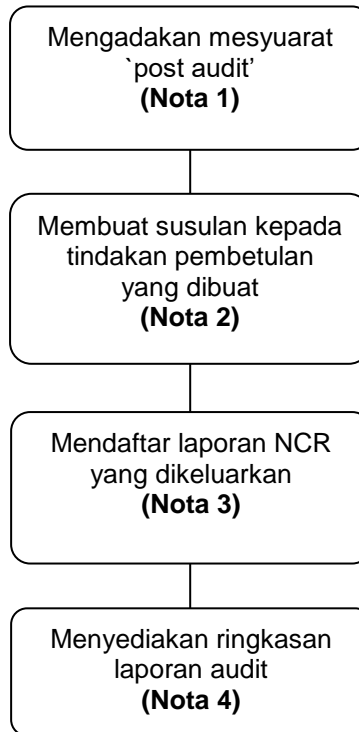 Mengadakan mesyuarat
`post audit’
(Nota 1)
Membuat susulan kepada
tindakan pembetulan
yang dibuat
(Nota 2)
Mendaftar laporan NCR
yang dikeluarkan
(Nota 3)
Menyediakan ringkasan
laporan audit
(Nota 4)